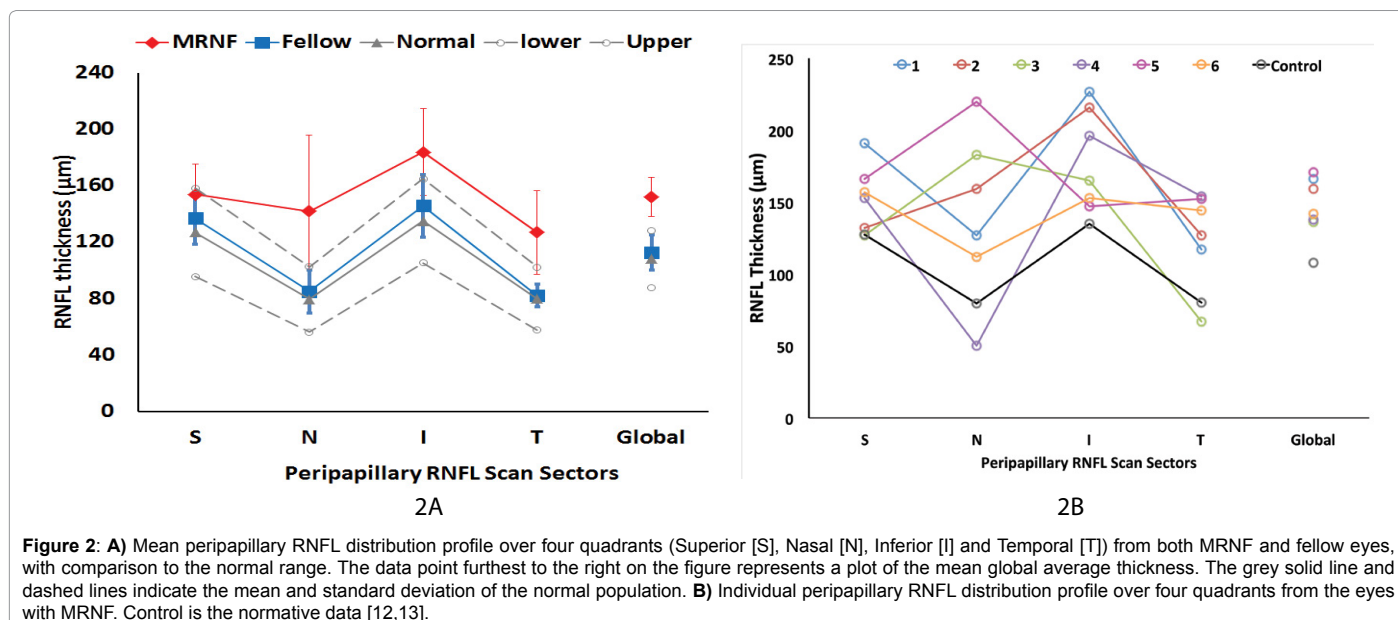 MRNF Fellow Normal lower Upper
240
200
160
120
80
40
0
RNFL thickness (µm)
S N I T Global
Peripapillary RNFL Scan Sectors
2A
1 2 3 4 5 6 Control
250
200
150
100
50
0
RNFL Thickness (µm)
S N I T Global
Peripapillary RNFL Scan Sectors
2B
Figure 2: A) Mean peripapillary RNFL distribution profile over four quadrants (Superior [S], Nasal [N], Inferior [I] and Temporal [T]) from both MRNF and fellow eyes,
with comparison to the normal range. The data point furthest to the right on the figure represents a plot of the mean global average thickness. The grey solid line and
dashed lines indicate the mean and standard deviation of the normal population. B) Individual peripapillary RNFL distribution profile over four quadrants from the eyes
with MRNF. Control is the normative data [12,13].